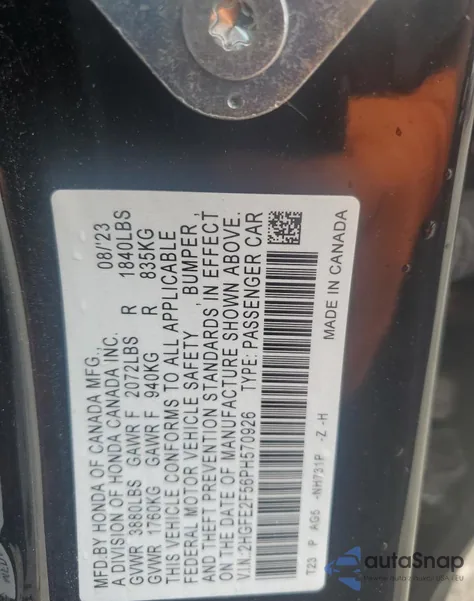 MFD.BY HONDA OF CANADA MFG., 08/'23
A DIVISION OF HONDA CANADA INC.
GVWR 3880LBS GAWR F 2072LBS R 1840LBS
GVWR 1760KG GAWR F 940KG R 835KG
THIS VEHICLE CONFORMS TO ALL APPLICABLE
FEDERAL MOTOR VEHICLE SAFETY, BUMPER,
AND THEFT PREVENTION STANDARDS IN EFFECT
ON THE DATE OF MANUFACTURE SHOWN ABOVE.
V.I.N.:2HGFE2F56PH570926 TYPE: PASSENGER CAR
T23 P AG5 -NH731P -Z -H
MADE IN CANADA
autoSnap